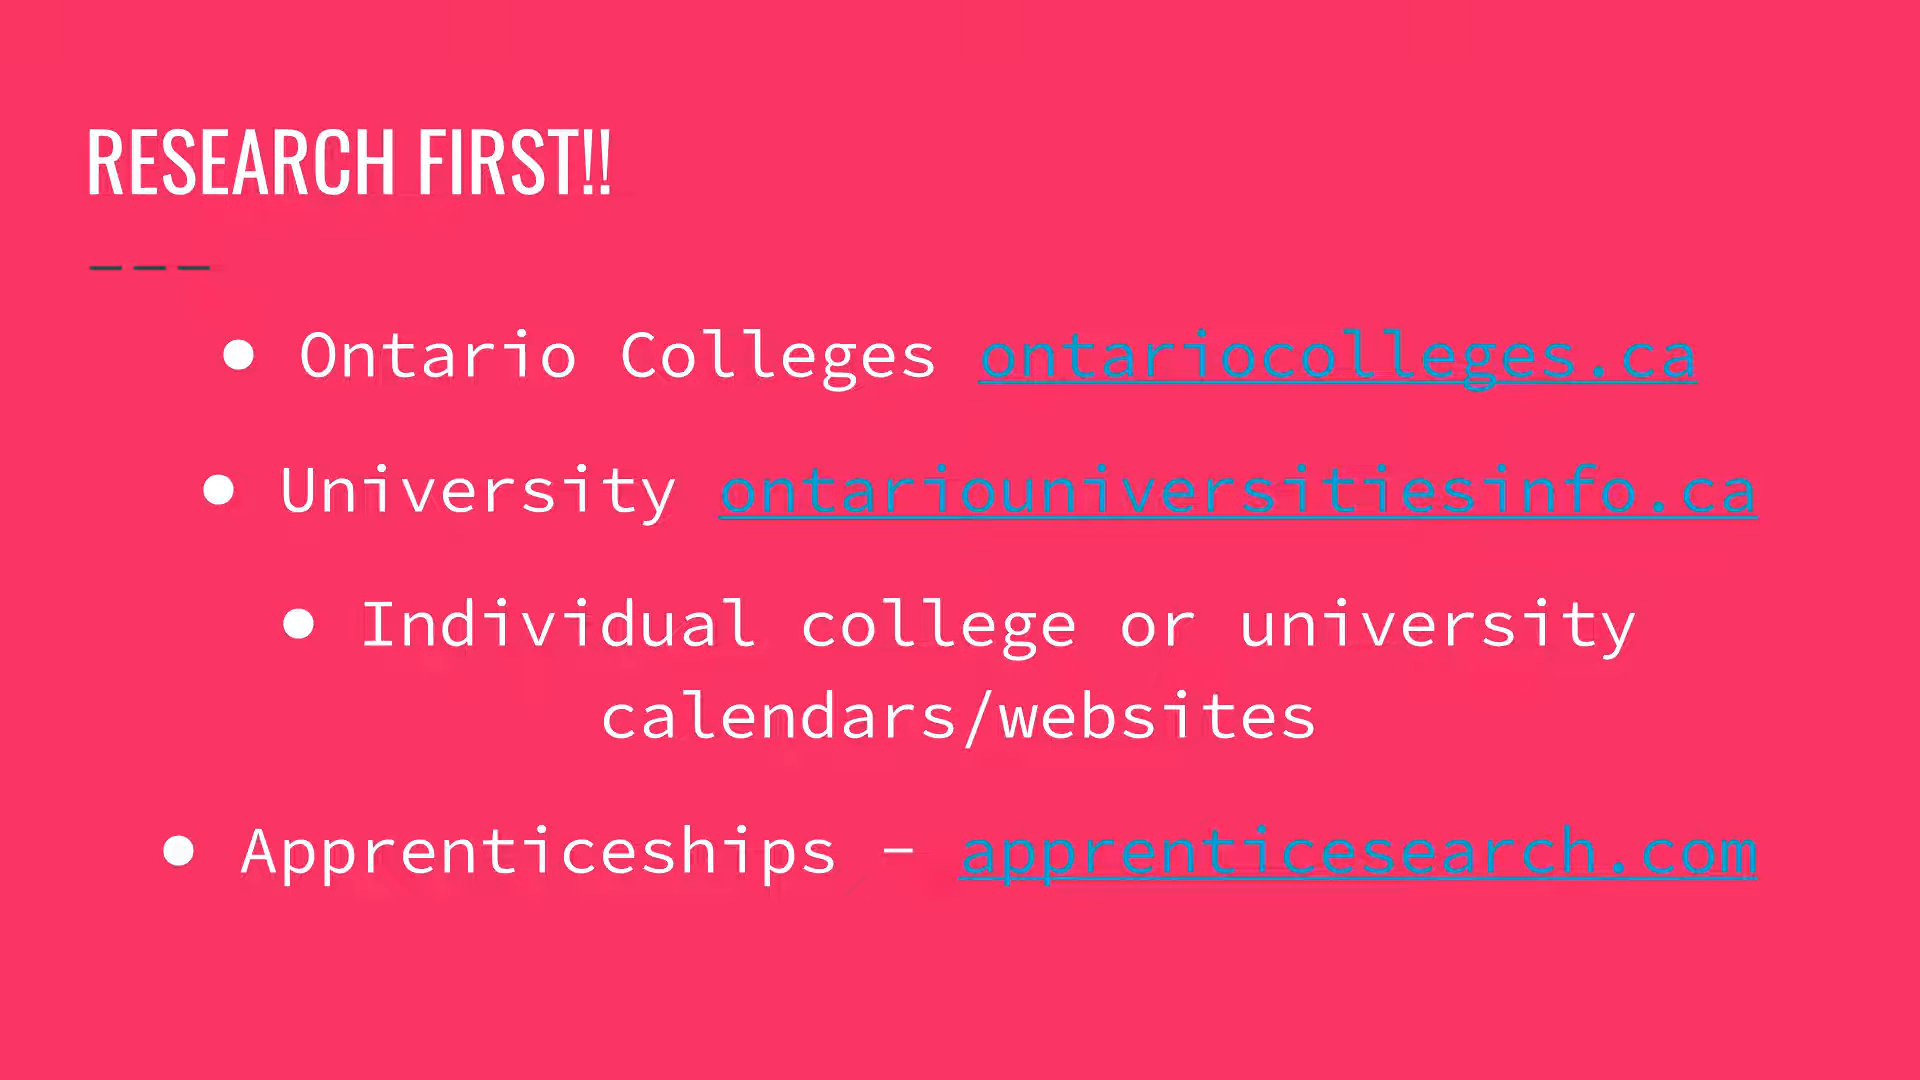 RESEARCH FIRST!!
● Ontario Colleges ontariocolleges.ca
● University ontariouniversitiesinfo.ca
● Individual college or university
calendars/websites
● Apprenticeships – apprenticesearch.com